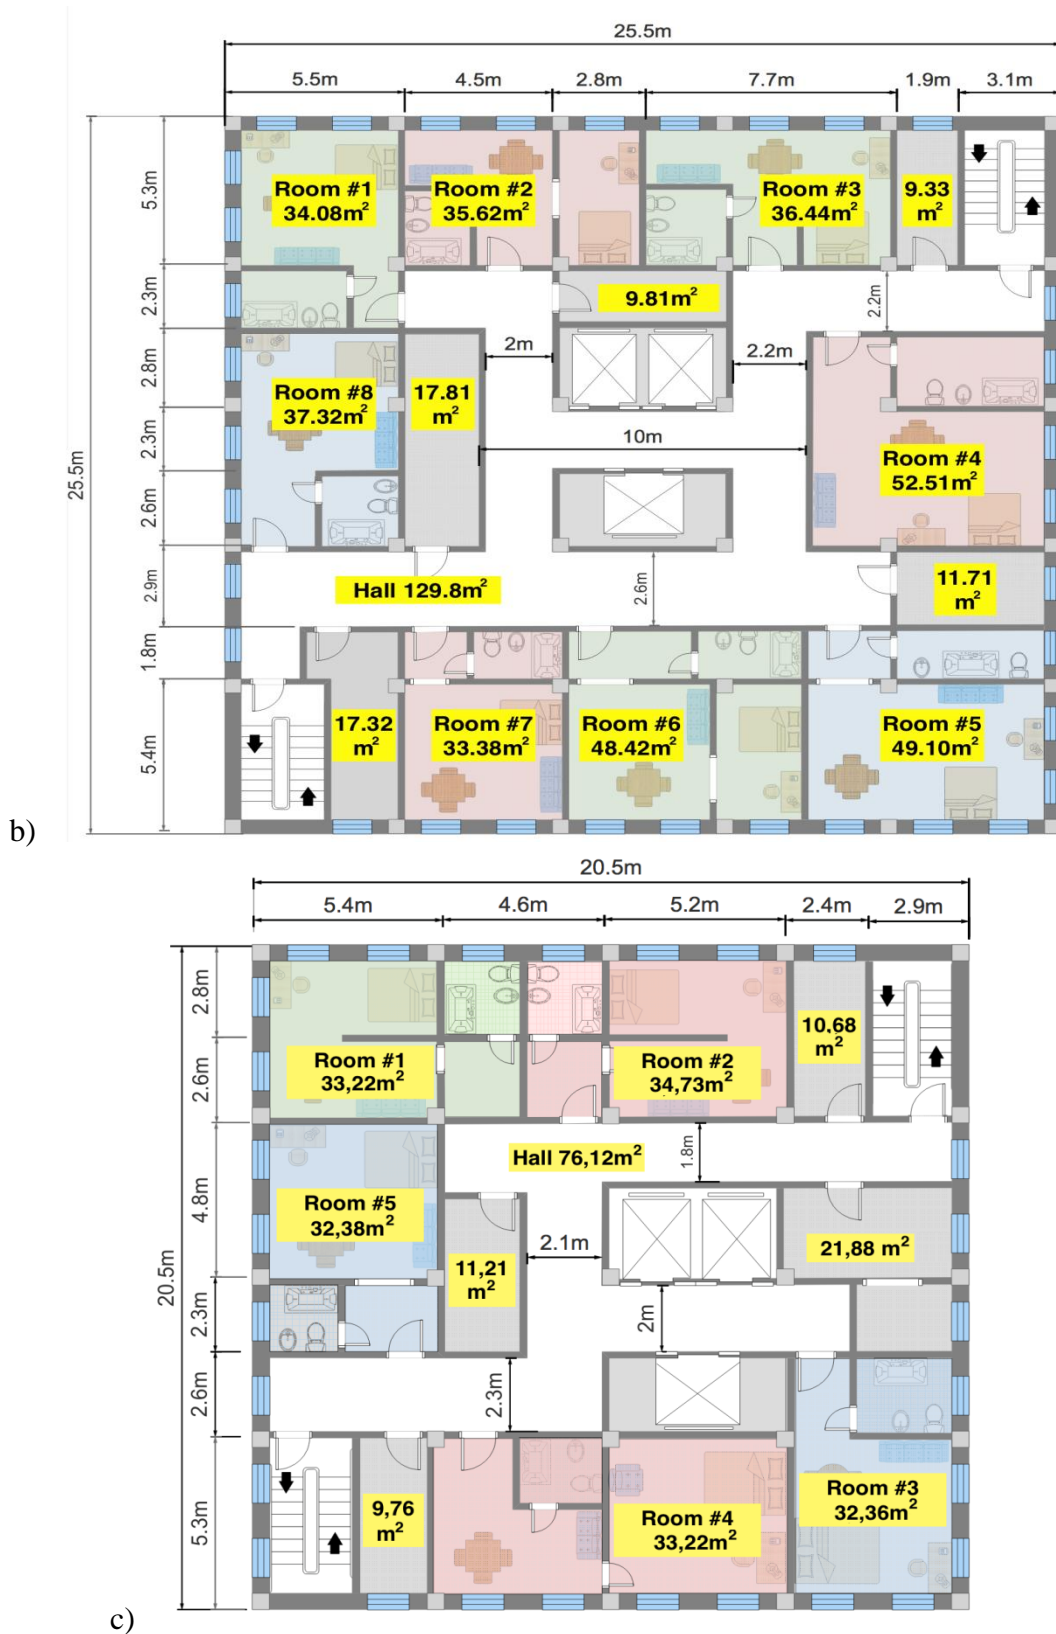 25.5m
5.5m 4.5m 2.8m 7.7m 1.9m 3.1m
5.3m
Room #1
34.08m²
Room #2
35.62m²
Room #3
36.44m²
9.33
m²
2.3m
9.81m²
2.2m
2.8m
2m
2.2m
Room #8
37.32m²
17.81
m²
25.5m
2.3m
10m
Room #4
52.51m²
2.6m
2.9m
Hall 129.8m²
2.6m
11.71
m²
1.8m
5.4m
17.32
m²
Room #7
33.38m²
Room #6
48.42m²
Room #5
49.10m²
b)
20.5m
5.4m 4.6m 5.2m 2.4m 2.9m
2.8m
2.6m
Room #1
33,22m²
Room #2
34,73m²
10,68
m²
Hall 76,12m²
1.8m
4.8m
Room #5
32,38m²
11,21
m²
2.1m
21,88 m²
20.5m
2.3m
2m
2.6m
2.3m
5.3m
9,76
m²
Room #4
33,22m²
Room #3
32,36m²
c)